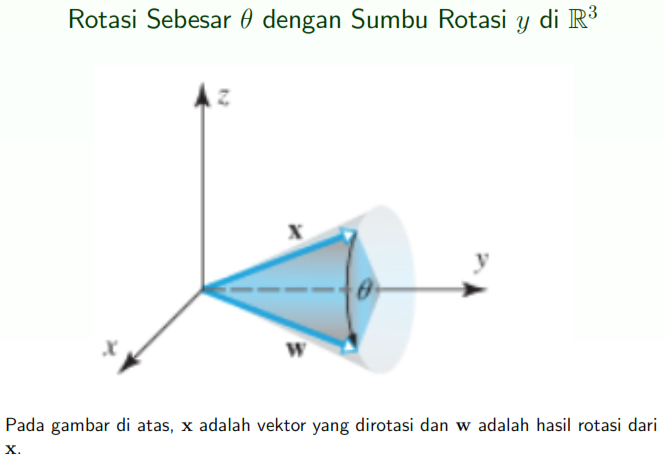 Rotasi Sebesar θ dengan Sumbu Rotasi y di ℝ³
z
x
y
θ
x
w
Pada gambar di atas, x adalah vektor yang dirotasi dan w adalah hasil rotasi dari
x.